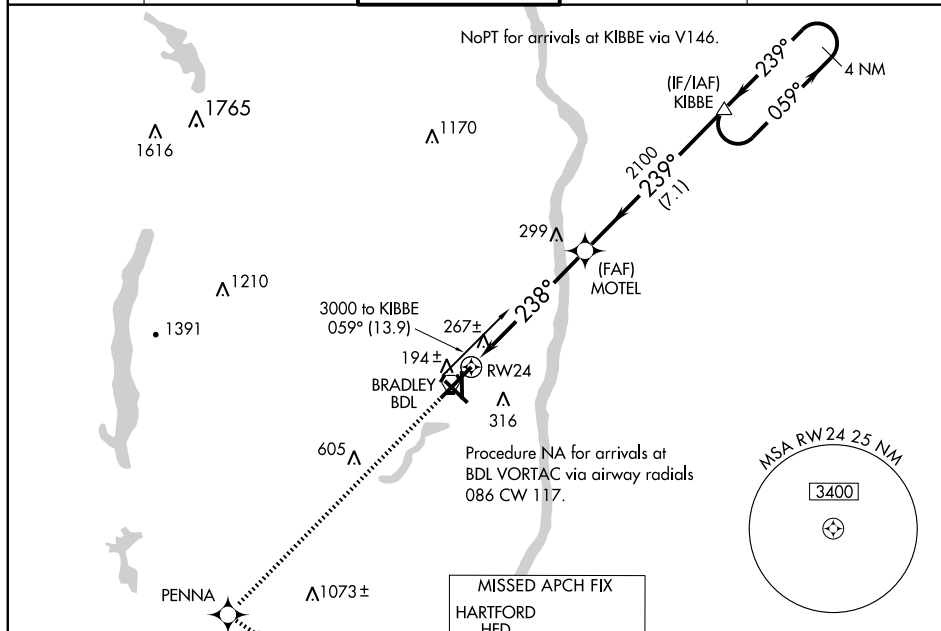 NoPT for arrivals at KIBBE via V146.
239°
4 NM
(IF/IAF)
KIBBE
059°
1765
1616
1170
2100
239°
(7.1)
299
(FAF)
MOTEL
1210
238°
3000 to KIBBE
059° (13.9)
267±
1391
194±
RW24
BRADLEY
BDL
316
605
Procedure NA for arrivals at
BDL VORTAC via airway radials
086 CW 117.
MSA RW24 25 NM
3400
PENNA
1073±
MISSED APCH FIX
HARTFORD
HFD